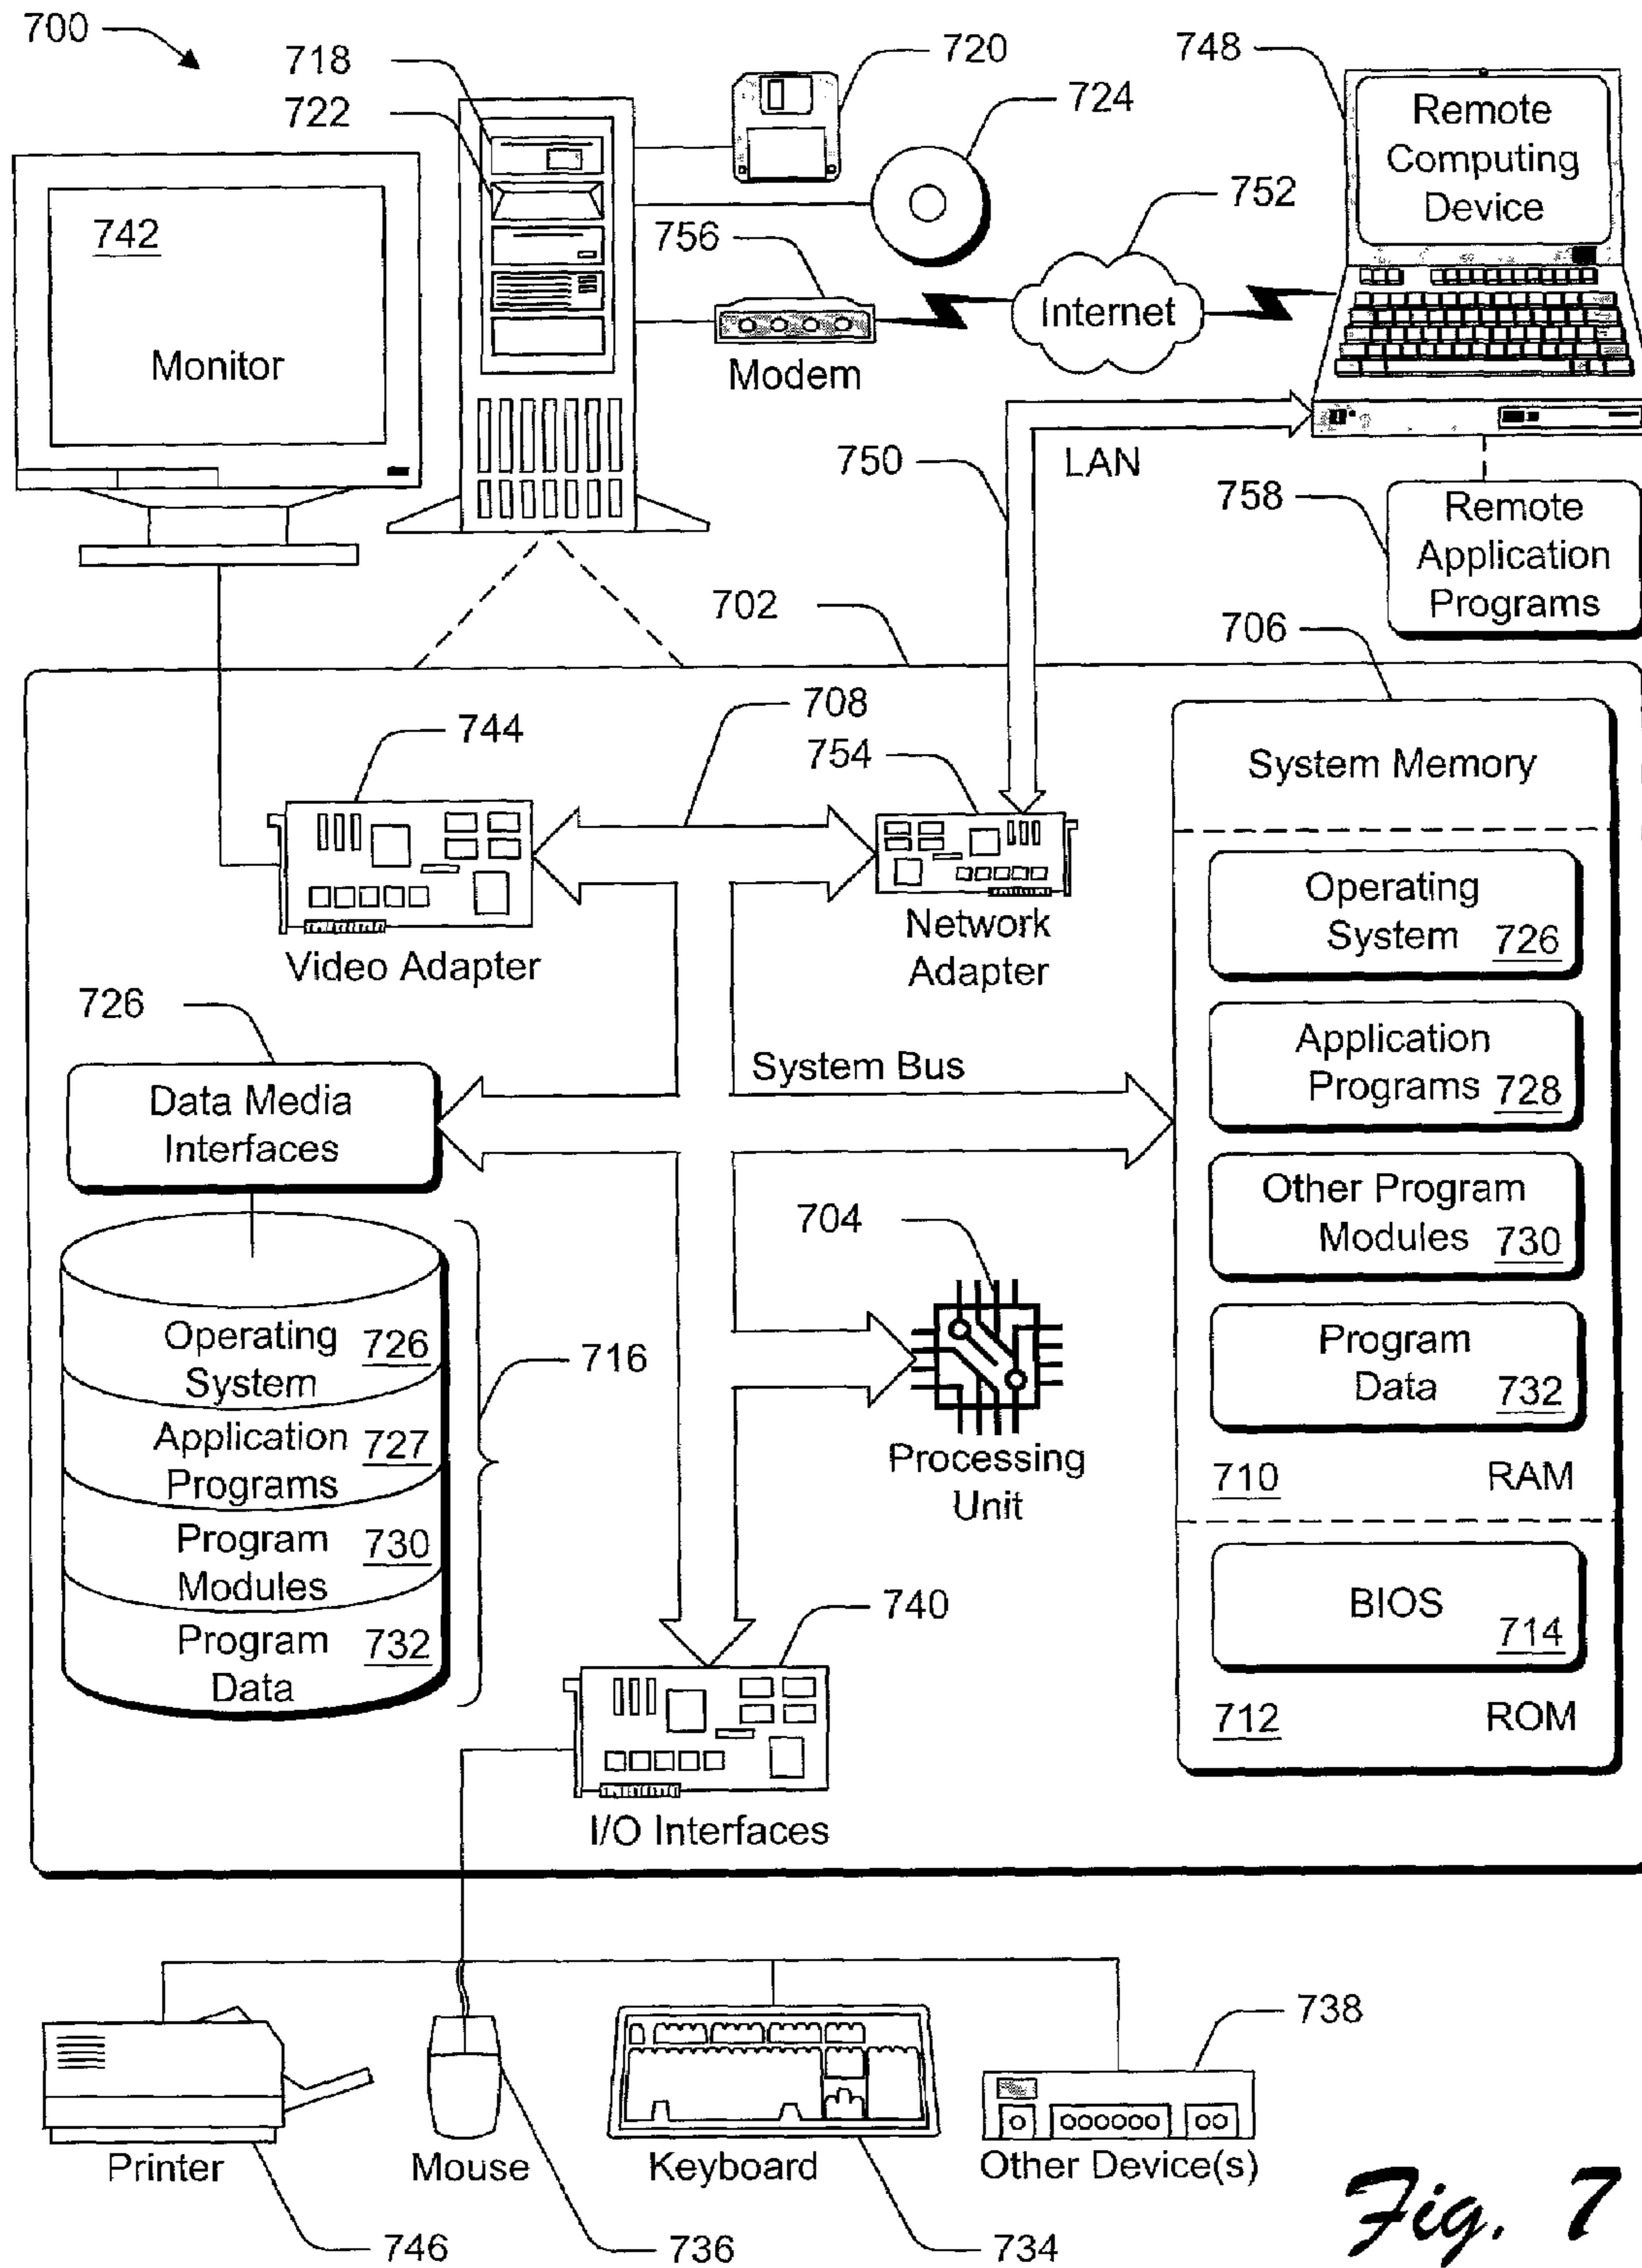 700
718
720
748
722
724
Remote
Computing
Device
752
742
756
Internet
Monitor
Modem
750
LAN
758
Remote
Application
Programs
702
706
708
744
754
System Memory
Operating
System 726
Video Adapter
Network
Adapter
726
Application
Programs 728
System Bus
Data Media
Interfaces
Other Program
Modules 730
704
Operating
System 726
716
Program
Data 732
Application
Programs 727
Processing
Unit
710 RAM
Program
Modules 730
740
BIOS
714
Program
Data 732
712 ROM
I/O Interfaces
738
Printer
Mouse
Keyboard
Other Device(s)
746
736
734
Fig. 7